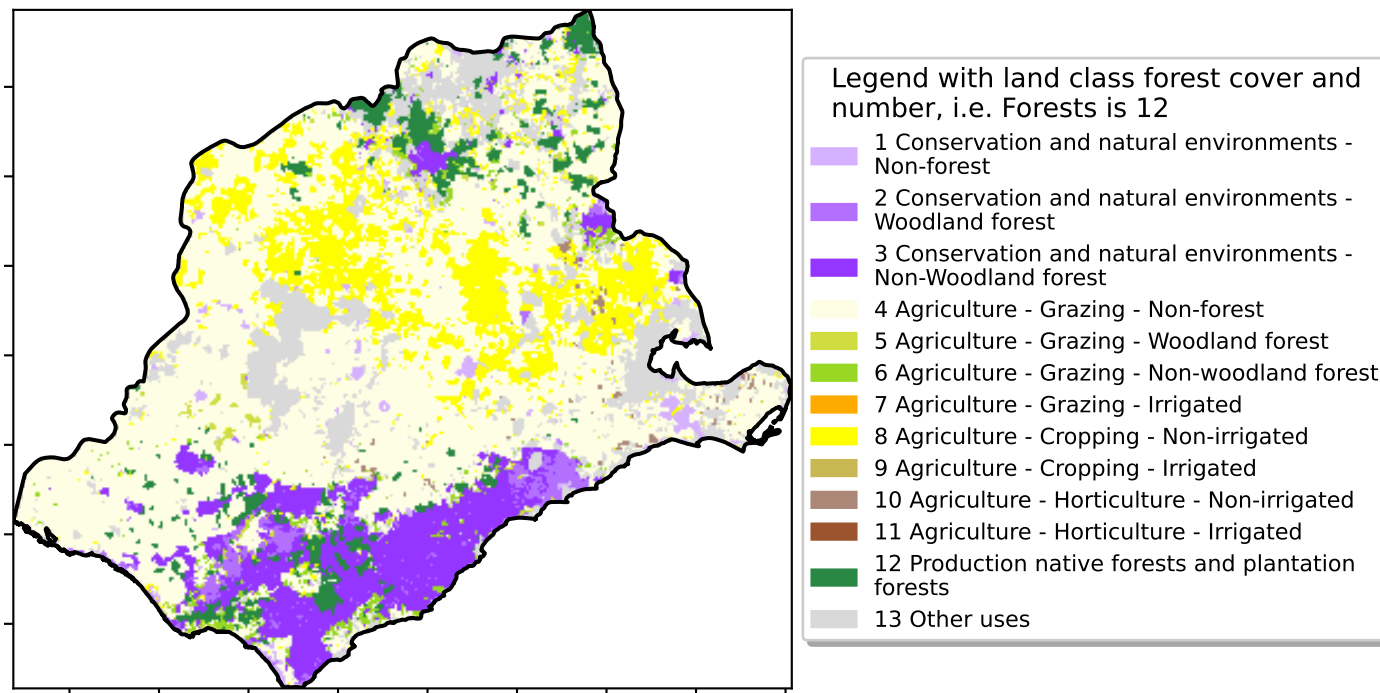 Legend with land class forest cover and
number, i.e. Forests is 12
1 Conservation and natural environments -
Non-forest
2 Conservation and natural environments -
Woodland forest
3 Conservation and natural environments -
Non-Woodland forest
4 Agriculture - Grazing - Non-forest
5 Agriculture - Grazing - Woodland forest
6 Agriculture - Grazing - Non-woodland forest
7 Agriculture - Grazing - Irrigated
8 Agriculture - Cropping - Non-irrigated
9 Agriculture - Cropping - Irrigated
10 Agriculture - Horticulture - Non-irrigated
11 Agriculture - Horticulture - Irrigated
12 Production native forests and plantation
forests
13 Other uses